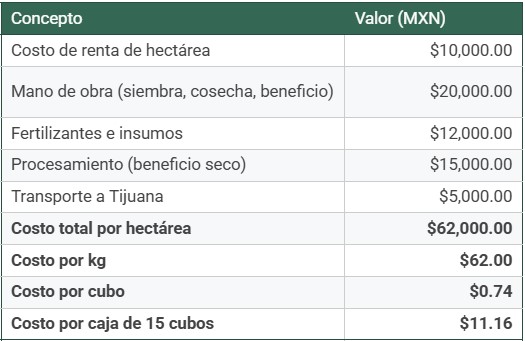 Concepto Valor (MXN)
Costo de renta de hectárea $10,000.00
Mano de obra (siembra, cosecha, beneficio) $20,000.00
Fertilizantes e insumos $12,000.00
Procesamiento (beneficio seco) $15,000.00
Transporte a Tijuana $5,000.00
Costo total por hectárea $62,000.00
Costo por kg $62.00
Costo por cubo $0.74
Costo por caja de 15 cubos $11.16